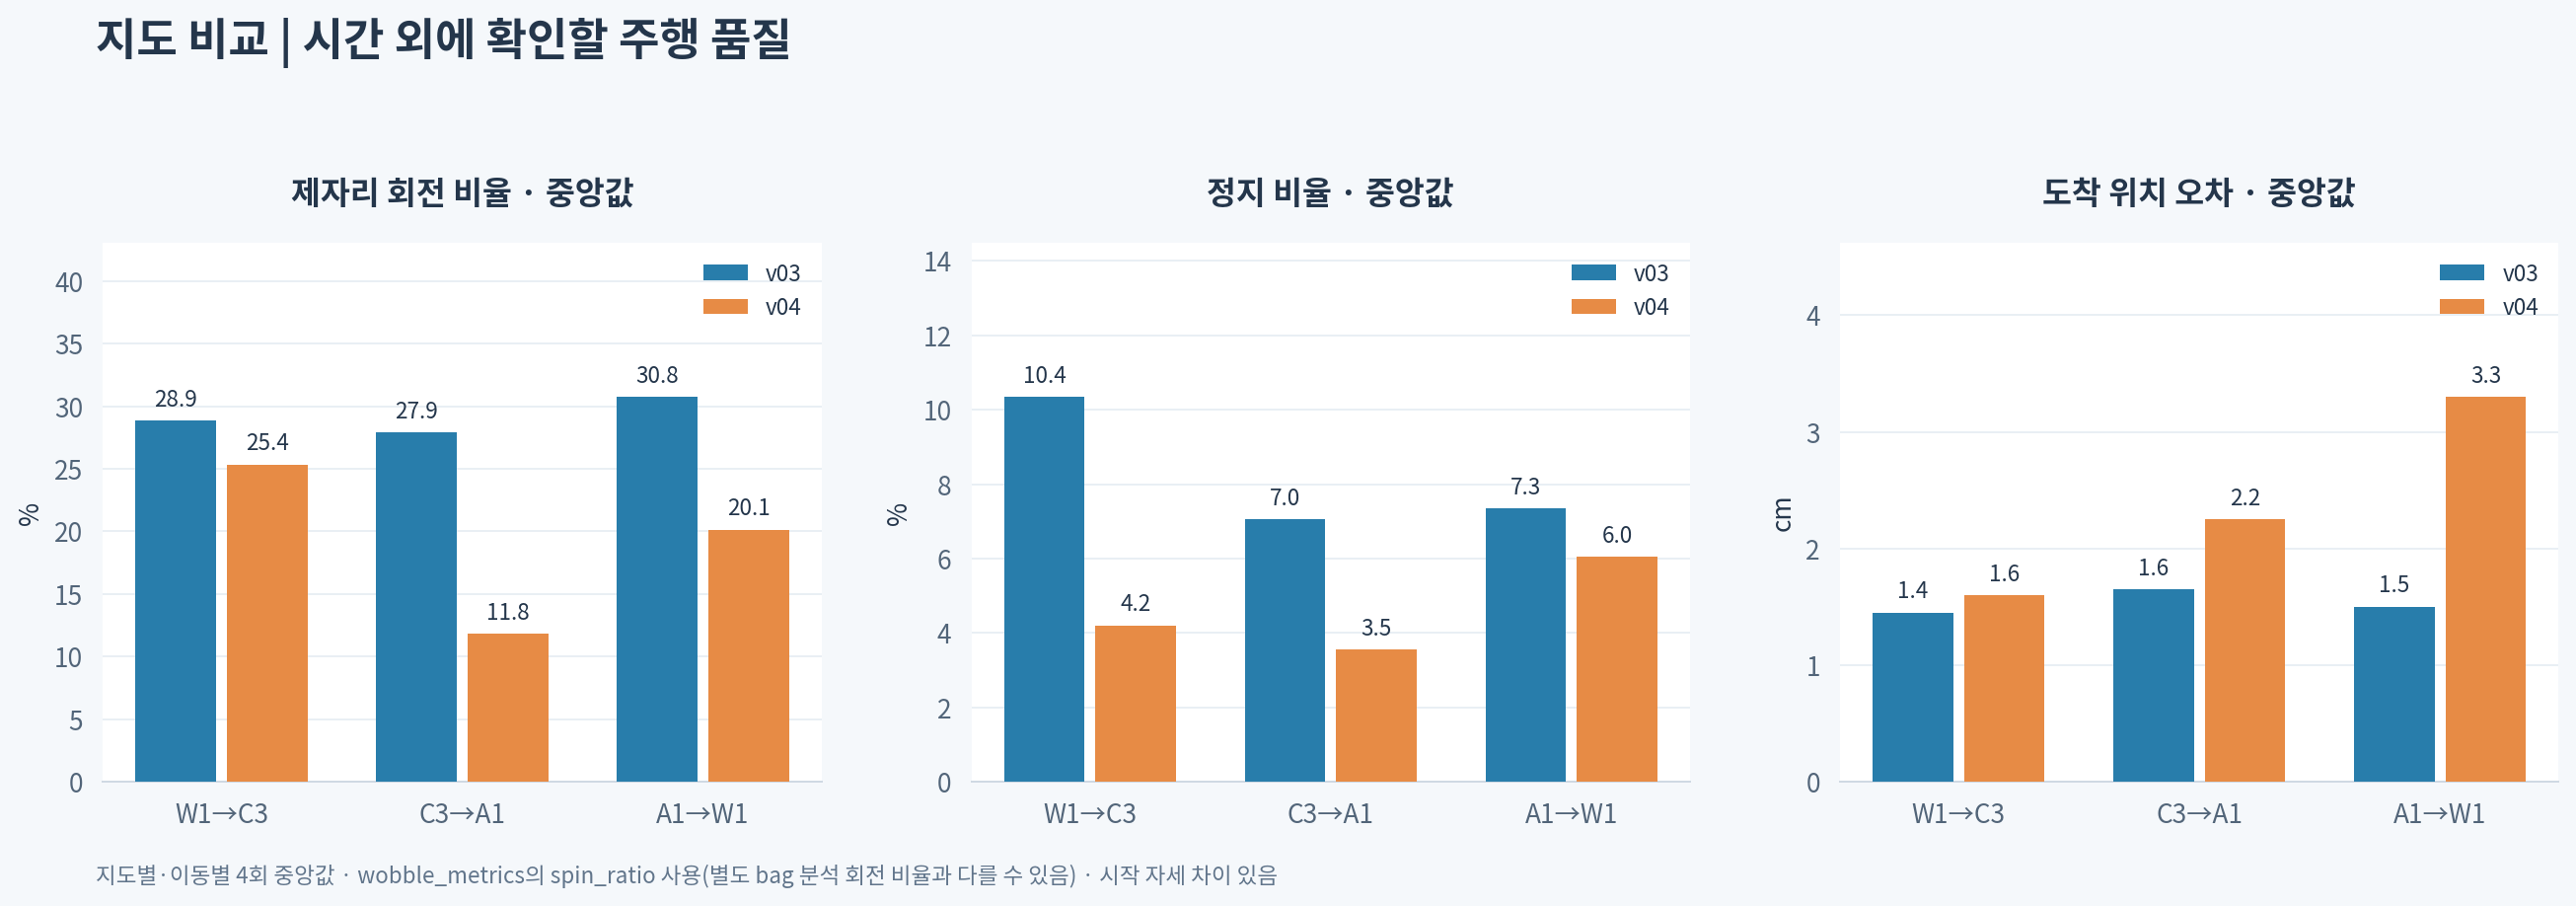 지도 비교 | 시간 외에 확인할 주행 품질
제자리 회전 비율 · 중앙값
40
35
30
25
20
15
10
5
0
%
v03
v04
28.9
25.4
27.9
11.8
30.8
20.1
W1→C3
C3→A1
A1→W1
정지 비율 · 중앙값
14
12
10
8
6
4
2
0
%
v03
v04
10.4
4.2
7.0
3.5
7.3
6.0
W1→C3
C3→A1
A1→W1
도착 위치 오차 · 중앙값
4
3
2
1
0
cm
v03
v04
1.4
1.6
1.6
2.2
1.5
3.3
W1→C3
C3→A1
A1→W1
지도별·이동별 4회 중앙값 · wobble_metrics의 spin_ratio 사용(별도 bag 분석 회전 비율과 다를 수 있음) · 시작 자세 차이 있음